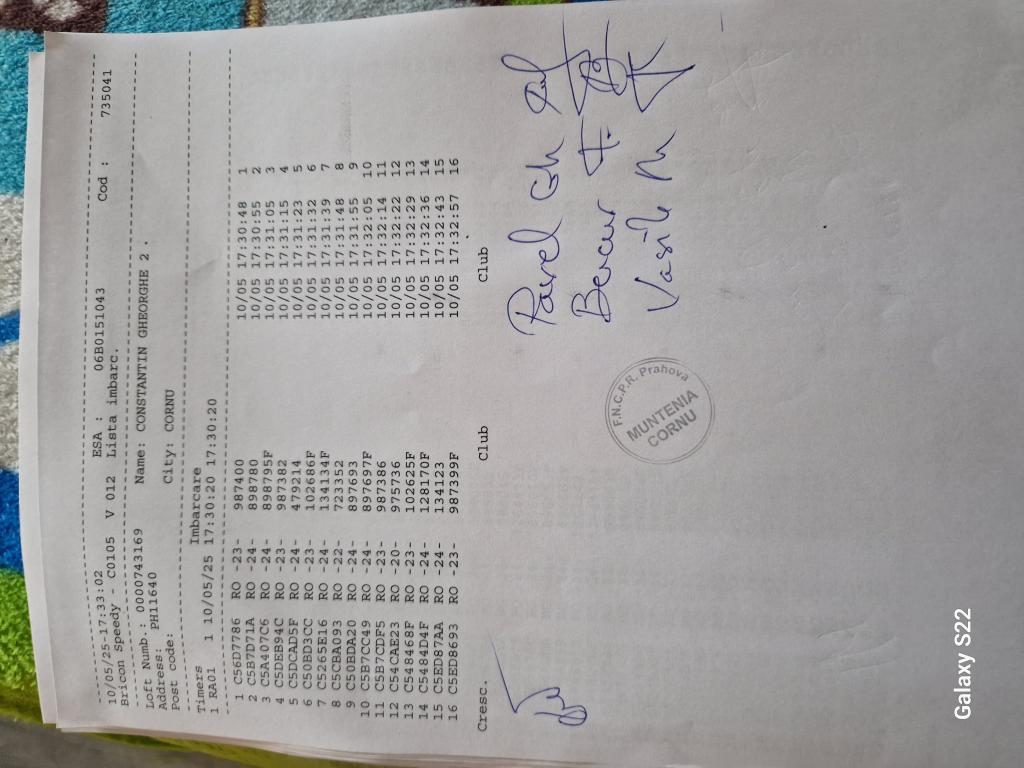 10/05/25-17:33:02 ESA : 06B0151043 Cod : 735041
Bricon Speedy - C0105 V 012 Lista imbarc.
Loft Numb.: 0000743169 Name: CONSTANTIN GHEORGHE 2 .
Address: PH11640 City: CORNU
Post code:
Timers Imbarcare
1 RA01 1 10/05/25 17:30:20 17:30:20
1 C56D7786 RO -23- 987400 10/05 17:30:48 1
2 C5B7D71A RO -24- 898780 10/05 17:30:55 2
3 C5A407C6 RO -24- 898795F 10/05 17:31:05 3
4 C5DEB94C RO -23- 987382 10/05 17:31:15 4
5 C5DCAD5F RO -24- 479214 10/05 17:31:23 5
6 C50BD3CC RO -23- 102686F 10/05 17:31:32 6
7 C5265E16 RO -24- 134134F 10/05 17:31:39 7
8 C5CBA093 RO -22- 723352 10/05 17:31:48 8
9 C50BDA20 RO -24- 897693 10/05 17:31:55 9
10 C5B7CC49 RO -24- 897697F 10/05 17:32:05 10
11 C5B7CDF5 RO -23- 987386 10/05 17:32:14 11
12 C54CAE23 RO -20- 975736 10/05 17:32:22 12
13 C548468F RO -23- 102625F 10/05 17:32:29 13
14 C5484D4F RO -24- 128170F 10/05 17:32:36 14
15 C5ED87AA RO -24- 134123 10/05 17:32:43 15
16 C5ED8693 RO -23- 987399F 10/05 17:32:57 16
Cresc. Club Club
Pavel Gh
Vasile M
F.N.C.P.R. Prahova
MUNTENIA
CORNU
Galaxy S22